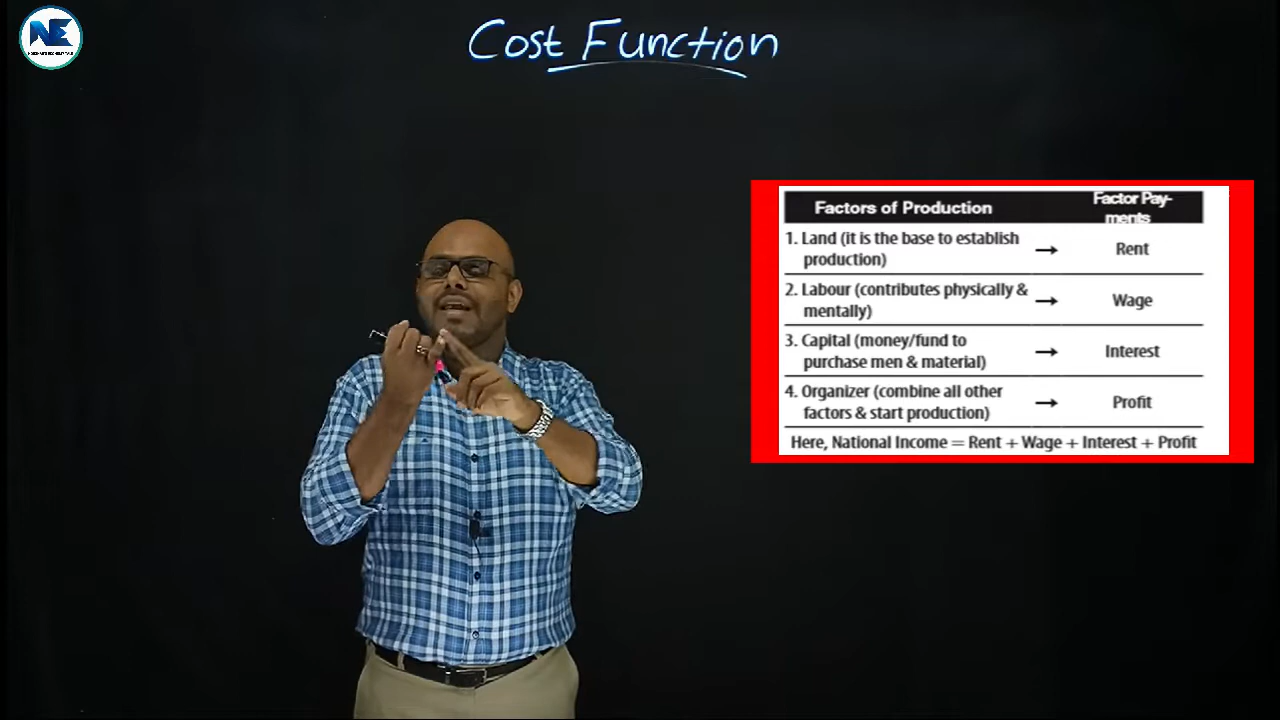 NE
Cost Function
Factors of Production
Factor Pay-
ments
1. Land (it is the base to establish
production)
→
Rent
2. Labour (contributes physically &
mentally)
→
Wage
3. Capital (money/fund to
purchase men & material)
→
Interest
4. Organizer (combine all other
factors & start production)
→
Profit
Here, National Income = Rent + Wage + Interest + Profit